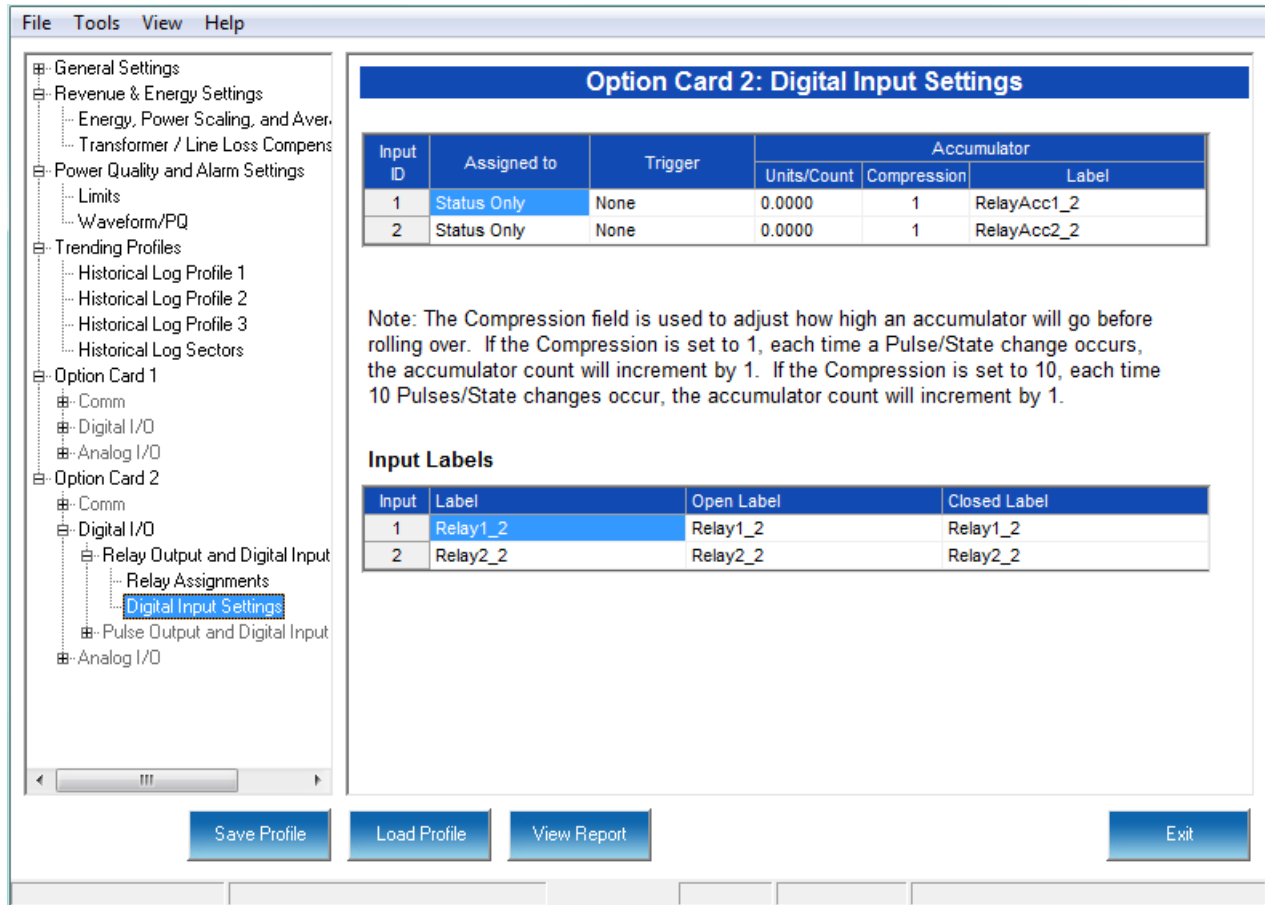 File Tools View Help
General Settings
Revenue & Energy Settings
Energy, Power Scaling, and Aver
Transformer / Line Loss Compens
Power Quality and Alarm Settings
Limits
Waveform/PQ
Trending Profiles
Historical Log Profile 1
Historical Log Profile 2
Historical Log Profile 3
Historical Log Sectors
Option Card 1
Comm
Digital I/O
Analog I/O
Option Card 2
Comm
Digital I/O
Relay Output and Digital Input
Relay Assignments
Digital Input Settings
Pulse Output and Digital Input
Analog I/O
Option Card 2: Digital Input Settings
Input ID Assigned to Trigger Accumulator
Units/Count Compression Label
1 Status Only None 0.0000 1 RelayAcc1_2
2 Status Only None 0.0000 1 RelayAcc2_2
Note: The Compression field is used to adjust how high an accumulator will go before
rolling over. If the Compression is set to 1, each time a Pulse/State change occurs,
the accumulator count will increment by 1. If the Compression is set to 10, each time
10 Pulses/State changes occur, the accumulator count will increment by 1.
Input Labels
Input Label Open Label Closed Label
1 Relay1_2 Relay1_2 Relay1_2
2 Relay2_2 Relay2_2 Relay2_2
Save Profile Load Profile View Report Exit